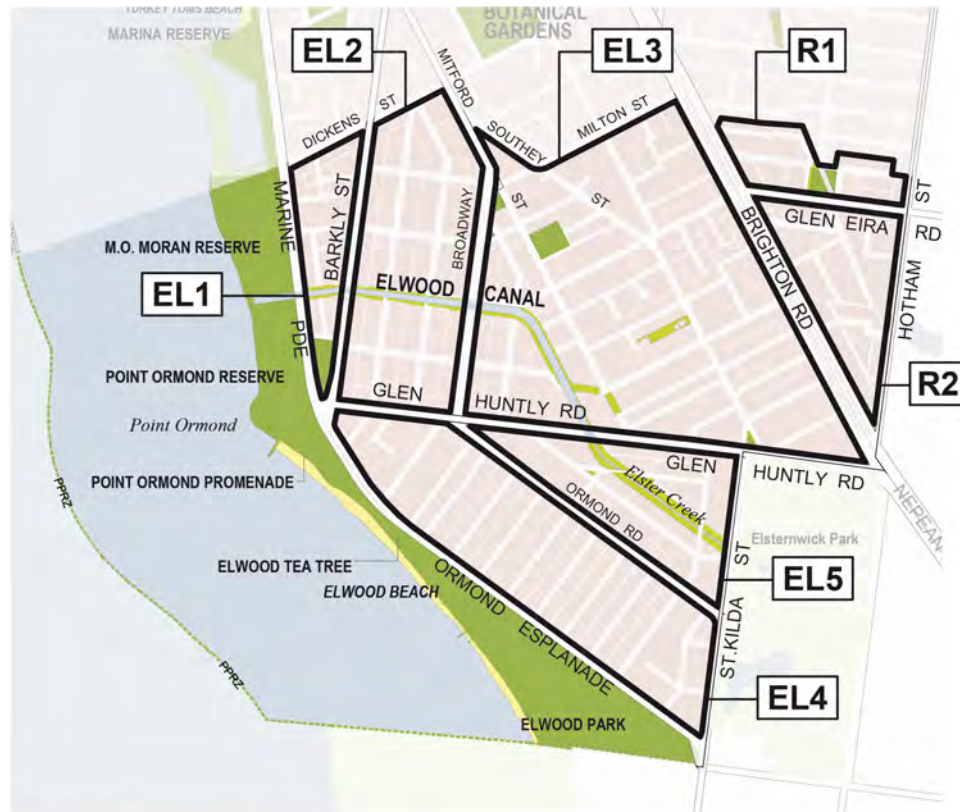 TURKEY TOMS BEACH
MARINA RESERVE
BOTANICAL
GARDENS
EL2
EL3
R1
MITFORD
ST
DICKENS ST
SOUTHEY
ST
MILTON ST
MARINE
PDE
BARKLY ST
BROADWAY
BRIGHTON RD
GLEN EIRA
RD
HOTHAM
ST
M.O. MORAN RESERVE
EL1
ELWOOD CANAL
POINT ORMOND RESERVE
Point Ormond
GLEN
HUNTLY RD
R2
POINT ORMOND PROMENADE
GLEN
HUNTLY RD
ORMOND RD
Elster Creek
NEPEAN
PPRZ
Elsternwick Park
ELWOOD TEA TREE
ELWOOD BEACH
ORMOND ESPLANADE
ST.KILDA
ST
EL5
PPRZ
EL4
ELWOOD PARK